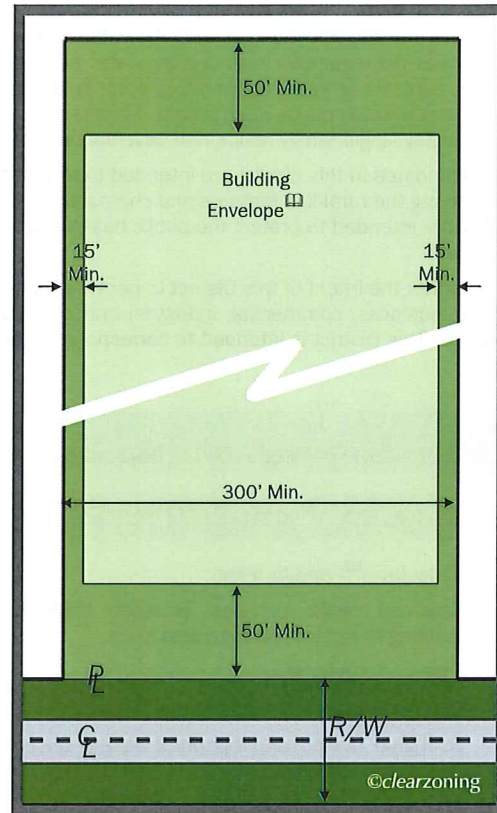 50' Min.
Building
Envelope
15'
Min.
15'
Min.
300' Min.
50' Min.
PL
CL
R/W
©clearzoning